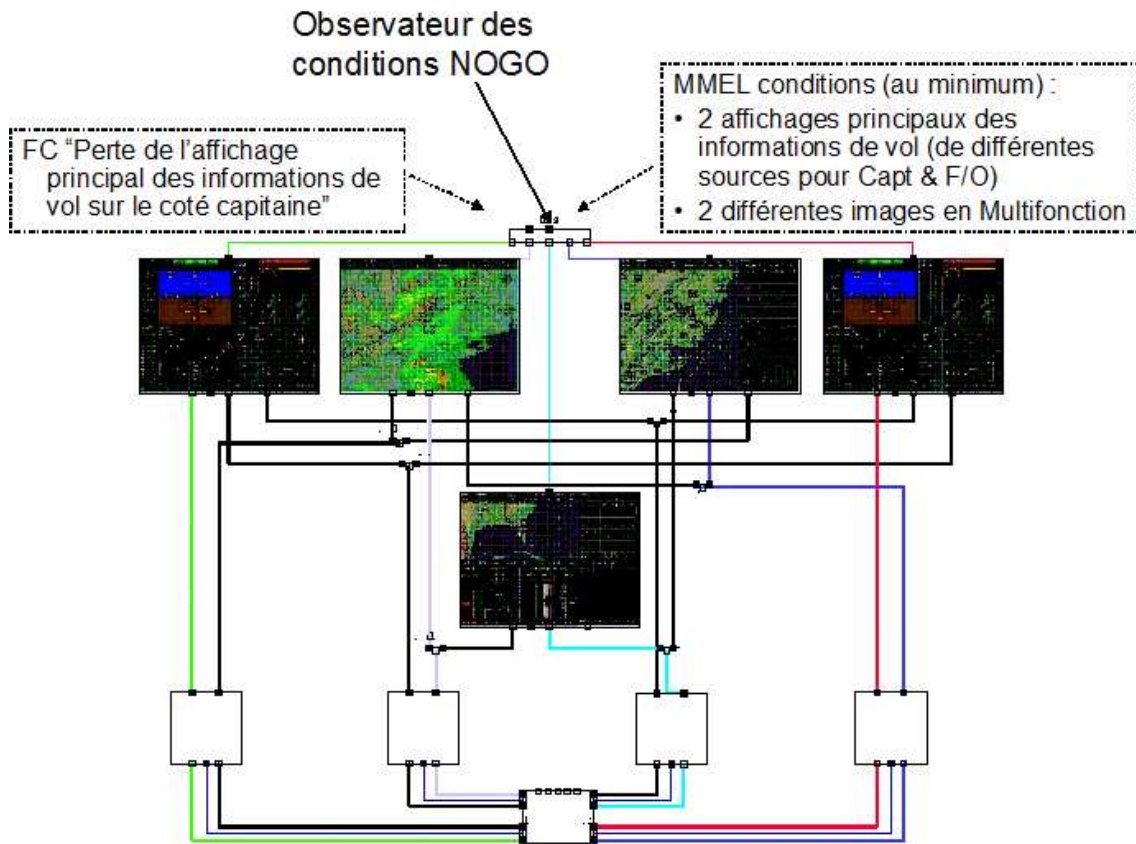 Observateur des
conditions NOGO
MMEL conditions (au minimum) :
• 2 affichages principaux des
informations de vol (de différentes
sources pour Capt & F/O)
• 2 différentes images en Multifonction
FC “Perte de l’affichage
principal des informations de
vol sur le coté capitaine”